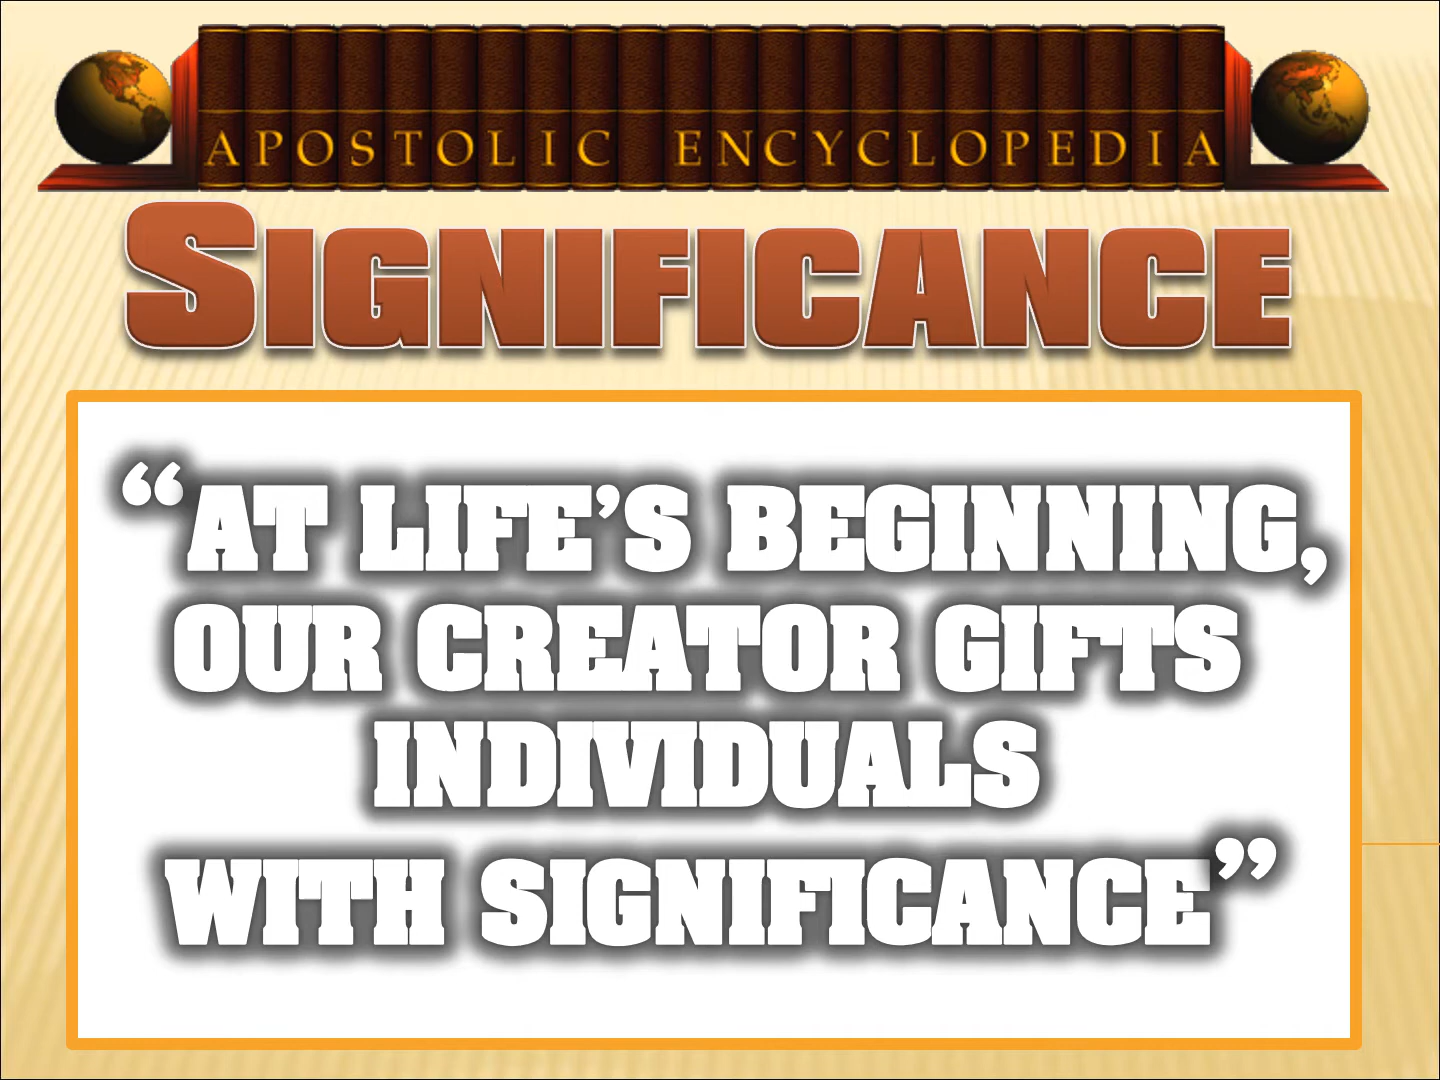 APOSTOLIC ENCYCLOPEDIA
SIGNIFICANCE
“AT LIFE’S BEGINNING,
OUR CREATOR GIFTS
INDIVIDUALS
WITH SIGNIFICANCE”